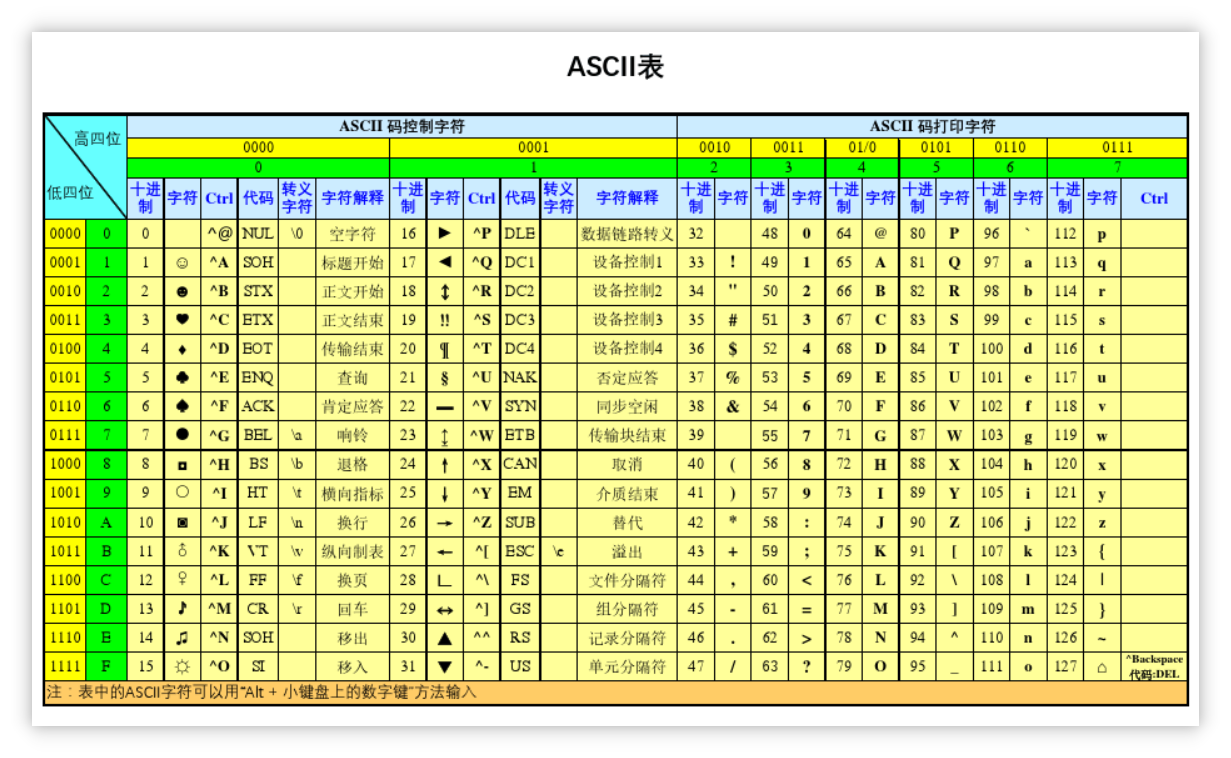 ASCII表
高四位
低四位
ASCII 码控制字符 ASCII 码打印字符
0000 0001 0010 0011 01/0 0101 0110 0111
0 1 2 3 4 5 6 7
十进制 字符 Ctrl 代码 转义字符 字符解释 十进制 字符 Ctrl 代码 转义字符 字符解释 十进制 字符 十进制 字符 十进制 字符 十进制 字符 十进制 字符 十进制 字符 Ctrl
0000 0 0 ^@ NUL \0 空字符 16 ► ^P DLE 数据链路转义 32 48 0 64 @ 80 P 96 ` 112 p
0001 1 1 ☺ ^A SOH 标题开始 17 ◄ ^Q DC1 设备控制1 33 ! 49 1 65 A 81 Q 97 a 113 q
0010 2 2 ☻ ^B STX 正文开始 18 ↕ ^R DC2 设备控制2 34 " 50 2 66 B 82 R 98 b 114 r
0011 3 3 ♥ ^C ETX 正文结束 19 ‼ ^S DC3 设备控制3 35 # 51 3 67 C 83 S 99 c 115 s
0100 4 4 ♦ ^D EOT 传输结束 20 ¶ ^T DC4 设备控制4 36 $ 52 4 68 D 84 T 100 d 116 t
0101 5 5 ♣ ^E ENQ 查询 21 § ^U NAK 否定应答 37 % 53 5 69 E 85 U 101 e 117 u
0110 6 6 ♠ ^F ACK 肯定应答 22 ▬ ^V SYN 同步空闲 38 & 54 6 70 F 86 V 102 f 118 v
0111 7 7 ● ^G BEL \a 响铃 23 ↨ ^W ETB 传输块结束 39 55 7 71 G 87 W 103 g 119 w
1000 8 8 ◘ ^H BS \b 退格 24 ↑ ^X CAN 取消 40 ( 56 8 72 H 88 X 104 h 120 x
1001 9 9 ○ ^I HT \t 横向指标 25 ↓ ^Y EM 介质结束 41 ) 57 9 73 I 89 Y 105 i 121 y
1010 A 10 ◙ ^J LF \n 换行 26 → ^Z SUB 替代 42 * 58 : 74 J 90 Z 106 j 122 z
1011 B 11 ♂ ^K VT \v 纵向制表 27 ← ^[ ESC \e 溢出 43 + 59 ; 75 K 91 [ 107 k 123 {
1100 C 12 ♀ ^L FF \f 换页 28 ∟ ^\ FS 文件分隔符 44 , 60 < 76 L 92 \ 108 l 124 |
1101 D 13 ♪ ^M CR \r 回车 29 ↔ ^] GS 组分隔符 45 - 61 = 77 M 93 ] 109 m 125 }
1110 E 14 ♫ ^N SOH 移出 30 ▲ ^^ RS 记录分隔符 46 . 62 > 78 N 94 ^ 110 n 126 ~
1111 F 15 ☼ ^O SI 移入 31 ▼ ^- US 单元分隔符 47 / 63 ? 79 O 95 _ 111 o 127 ⌂ ^Backspace 代码:DEL
注：表中的ASCII字符可以用"Alt + 小键盘上的数字键"方法输入